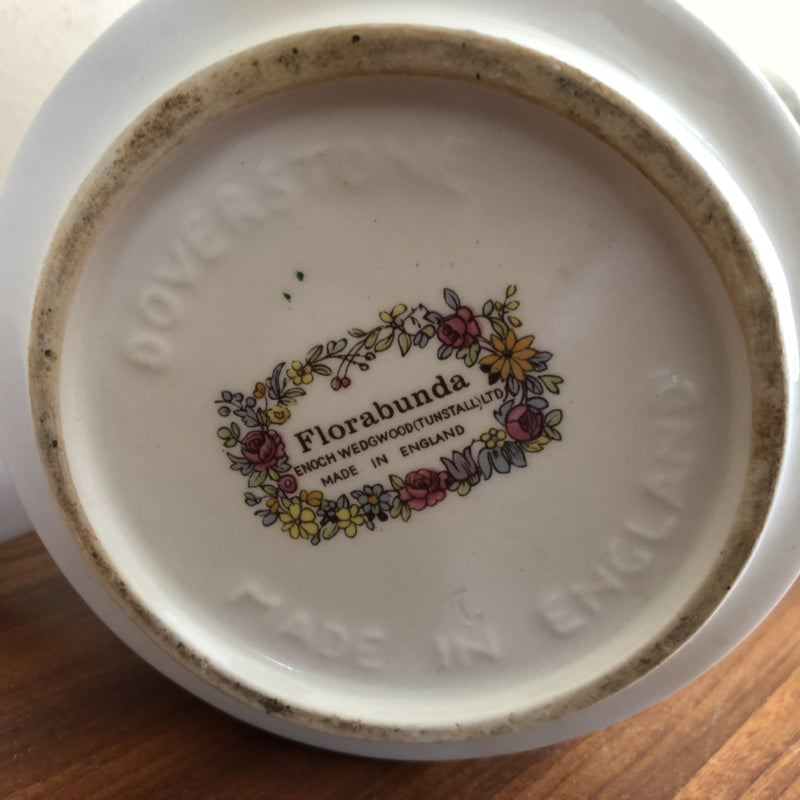 DOVERSTONE
Florabunda
ENOCH WEDGWOOD (TUNSTALL) LTD
MADE IN ENGLAND
MADE IN ENGLAND